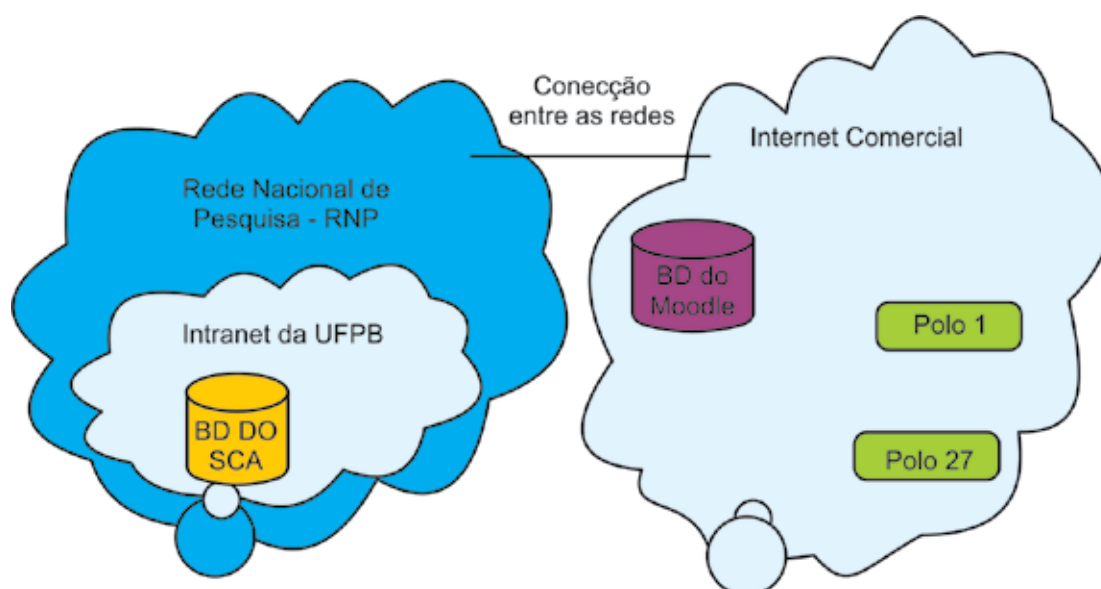 Conecção
entre as redes
Internet Comercial
Rede Nacional de
Pesquisa - RNP
BD do
Moodle
Intranet da UFPB
Polo 1
BD DO
SCA
Polo 27